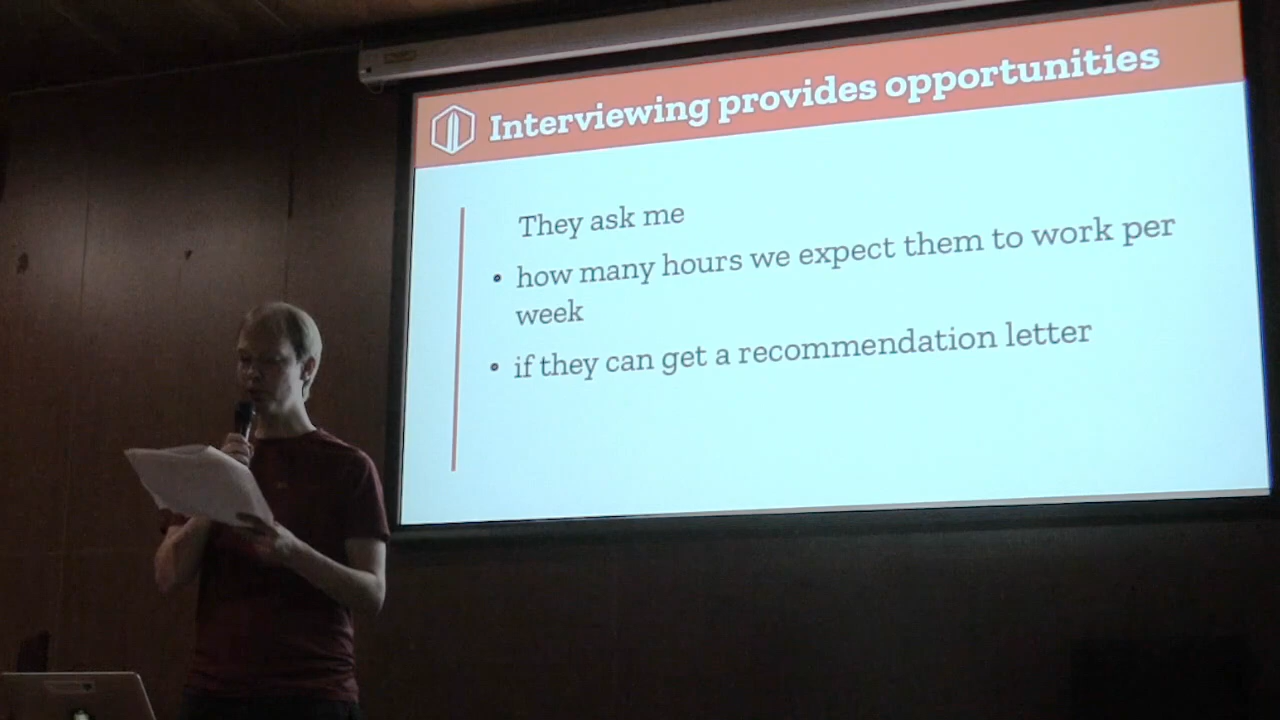 Interviewing provides opportunities
They ask me
• how many hours we expect them to work per
week
• if they can get a recommendation letter